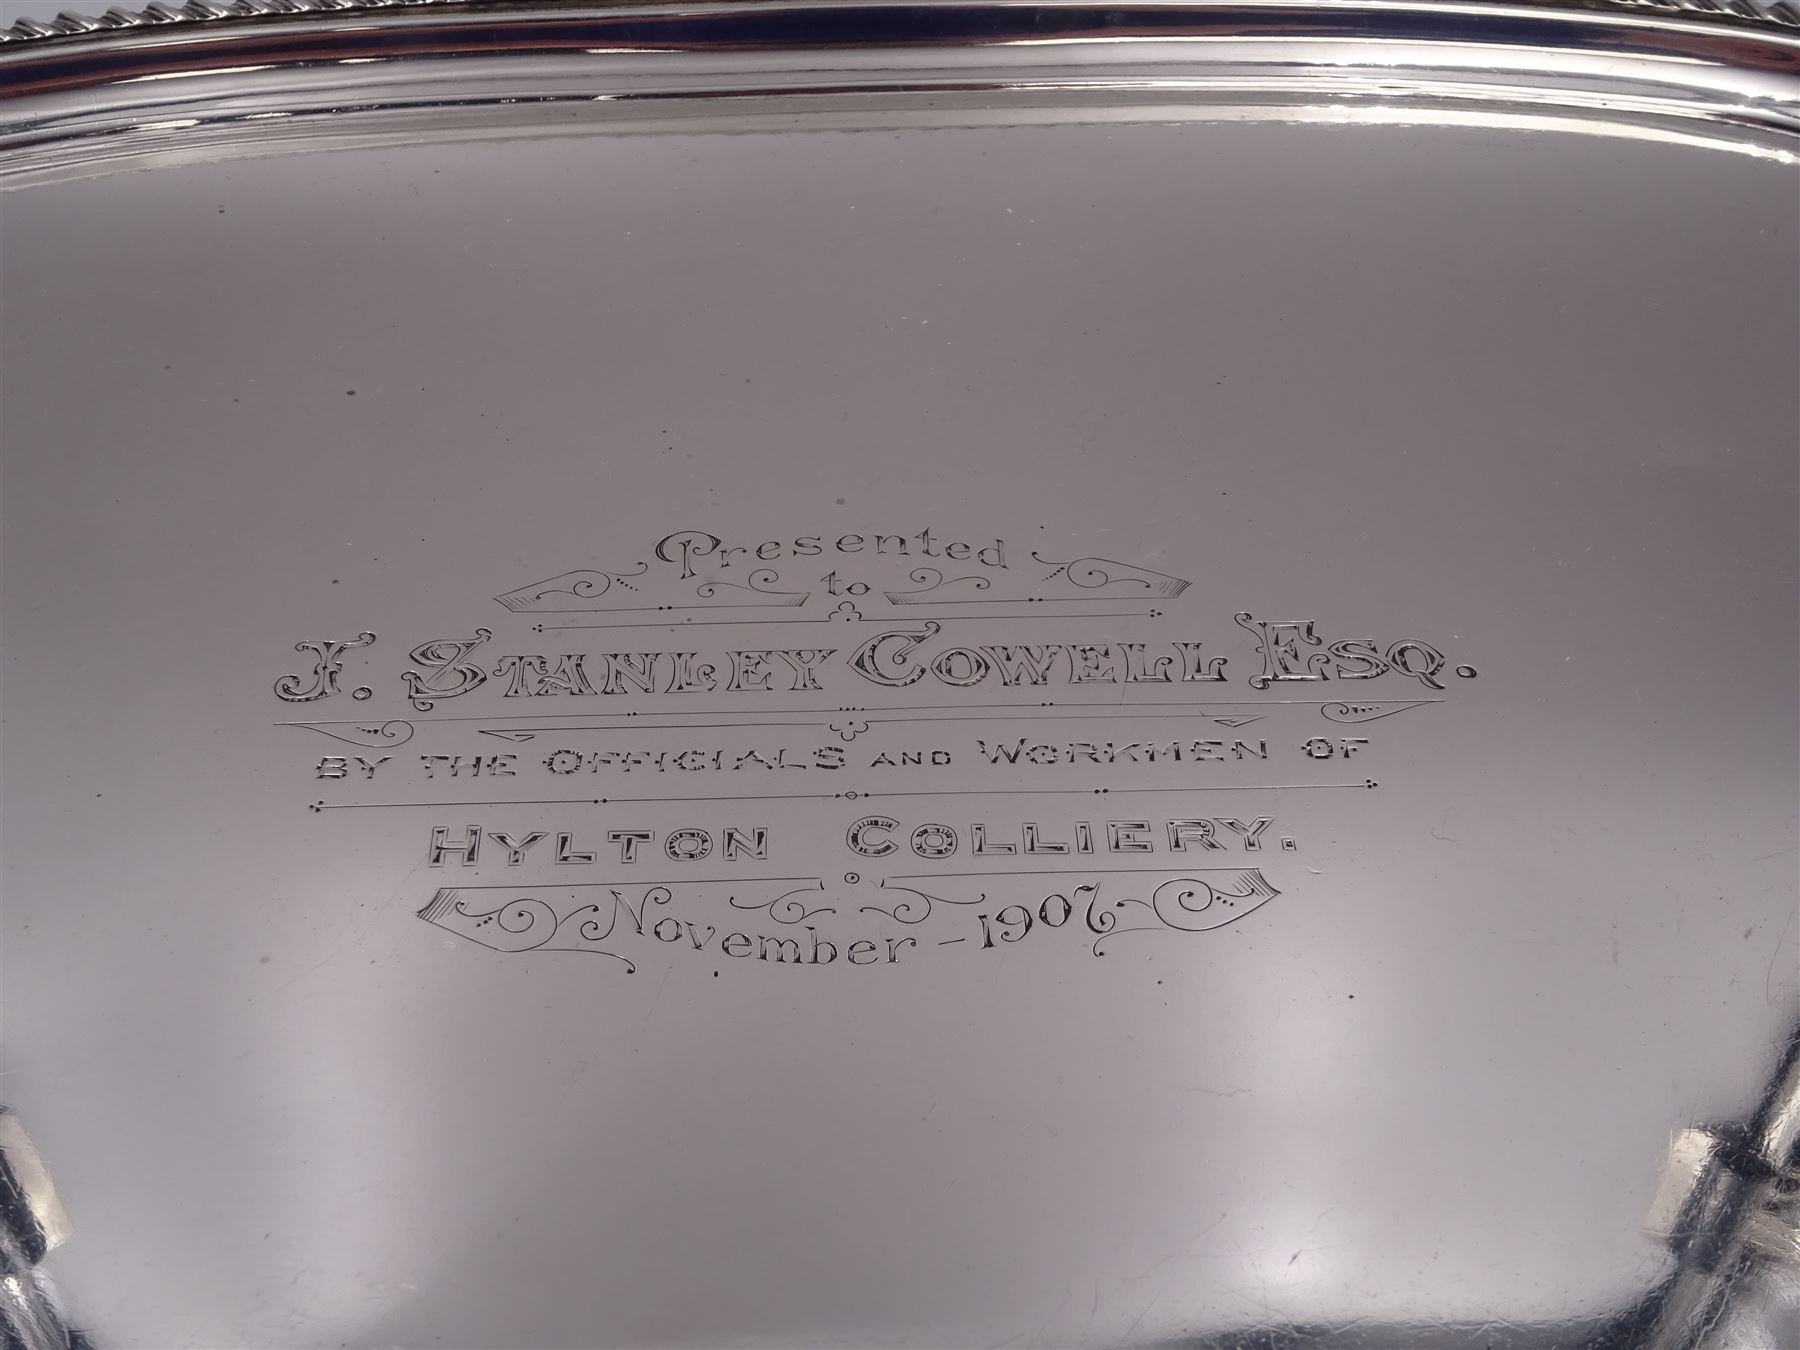 Presented
to
J. STANLEY COWELL ESQ.
BY THE OFFICIALS AND WORKMEN OF
HYLTON COLLIERY.
November - 1907